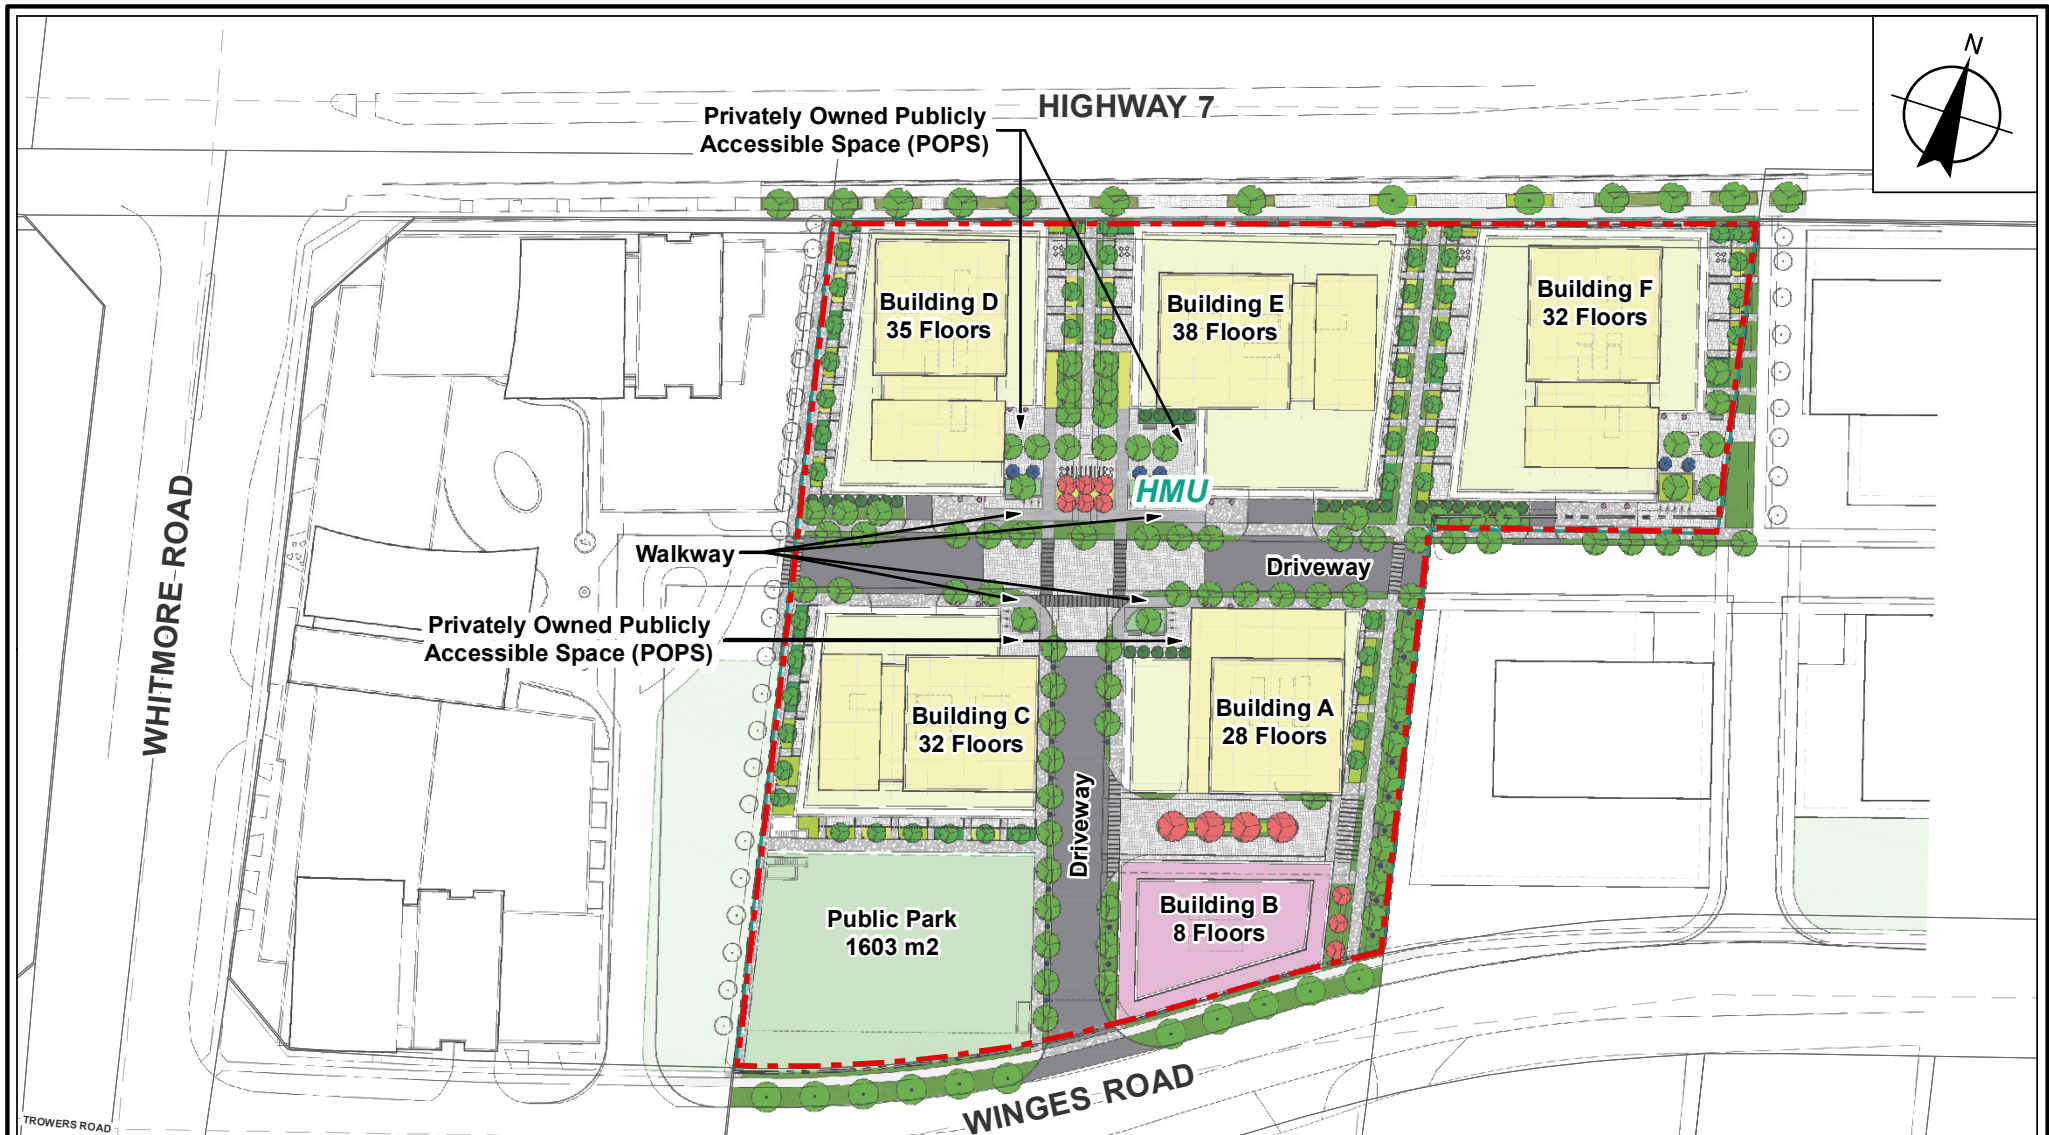 N
HIGHWAY 7
Privately Owned Publicly
Accessible Space (POPS)
Building D
35 Floors
Building E
38 Floors
Building F
32 Floors
HMU
Walkway
Driveway
Privately Owned Publicly
Accessible Space (POPS)
WHITMORE ROAD
Building C
32 Floors
Building A
28 Floors
Driveway
Public Park
1603 m2
Building B
8 Floors
WINGES ROAD
TROWERS ROAD